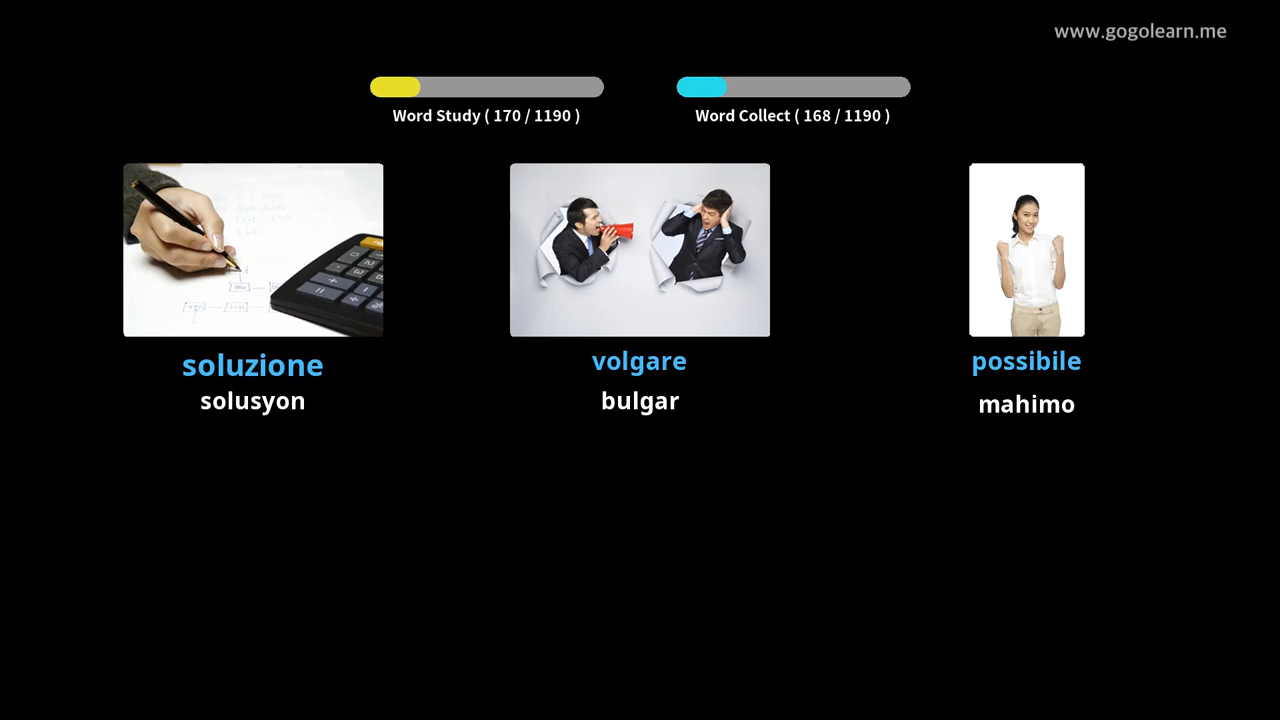 www.gogolearn.me
Word Study ( 170 / 1190 )
Word Collect ( 168 / 1190 )
soluzione
solusyon
volgare
bulgar
possibile
mahimo